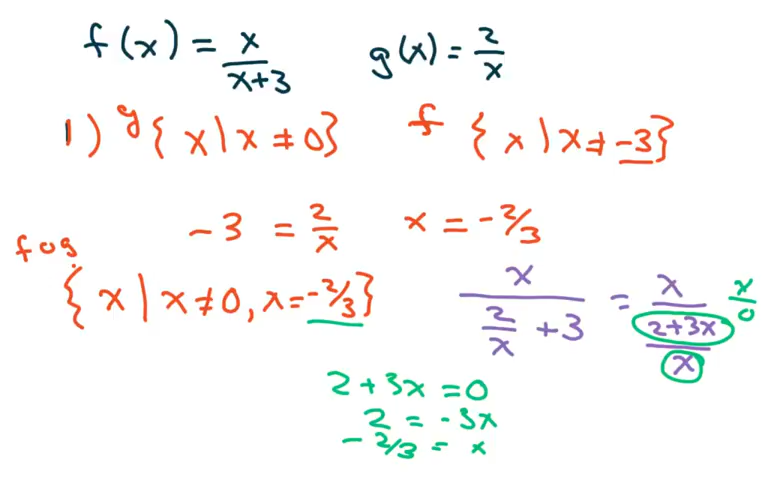 f(x) = x/(x+3)    g(x) = 2/x
1) g { x | x ≠ 0}    f { x | x ≠ -3}
-3 = 2/x    x = -2/3
fog
{ x | x ≠ 0, x = -2/3 }    x/(2/x + 3) = x/((2+3x)/x)    x/0
2 + 3x = 0
2 = -3x
-2/3 = x